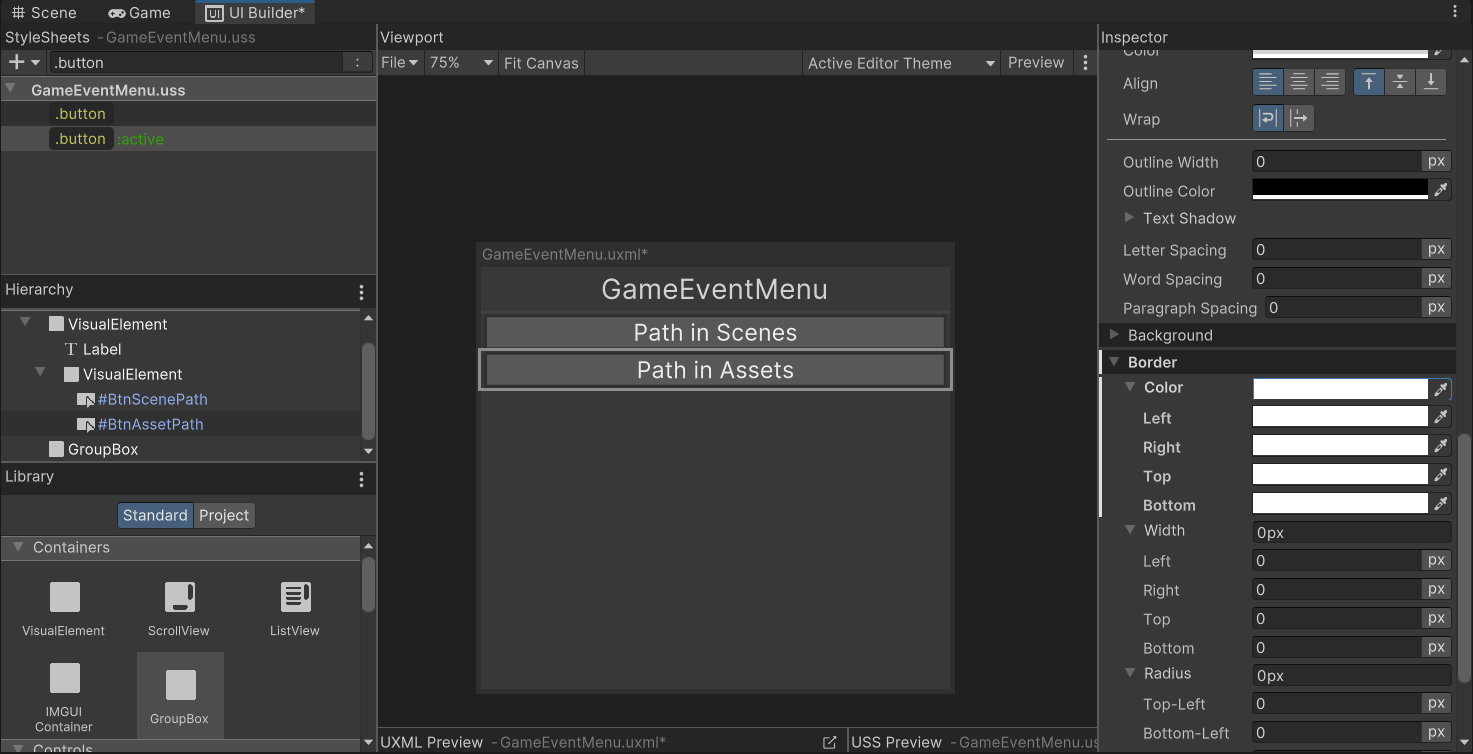 Scene
Game
UI Builder*
StyleSheets - GameEventMenu.uss
.button
:
GameEventMenu.uss
.button
.button :active
Hierarchy
VisualElement
Label
VisualElement
#BtnScenePath
#BtnAssetPath
GroupBox
Library
Standard
Project
Containers
VisualElement
ScrollView
ListView
IMGUI
Container
GroupBox
Controls
Viewport
File
75%
Fit Canvas
Active Editor Theme
Preview
GameEventMenu.uxml*
GameEventMenu
Path in Scenes
Path in Assets
UXML Preview - GameEventMenu.uxml*
USS Preview - GameEventMenu.us
Inspector
Color
Align
Wrap
Outline Width 0 px
Outline Color
Text Shadow
Letter Spacing 0 px
Word Spacing 0 px
Paragraph Spacing 0 px
Background
Border
Color
Left
Right
Top
Bottom
Width 0px
Left 0 px
Right 0 px
Top 0 px
Bottom 0 px
Radius 0px
Top-Left 0 px
Bottom-Left 0 px